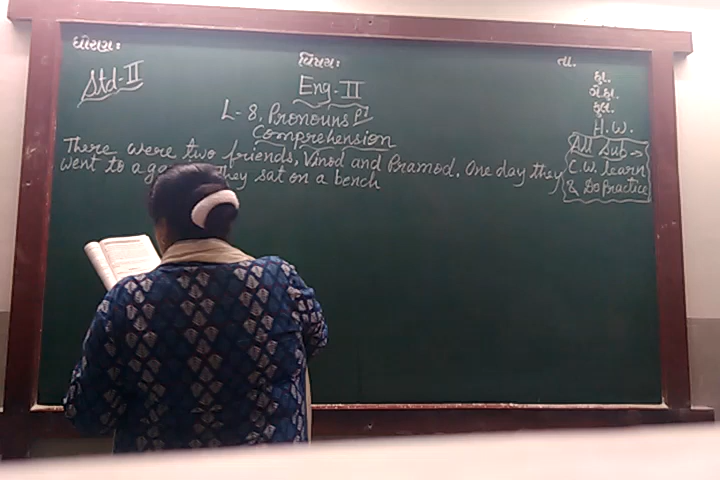 ધોરણઃ
વિષયઃ
તા.
Std-II
Eng-II
L-8, Pronouns
Comprehension
There were two friends, Vinod and Pramod. One day they
went to a they sat on a bench
કુલ
H.W.
All Sub →
C.W. learn
& Do Practice